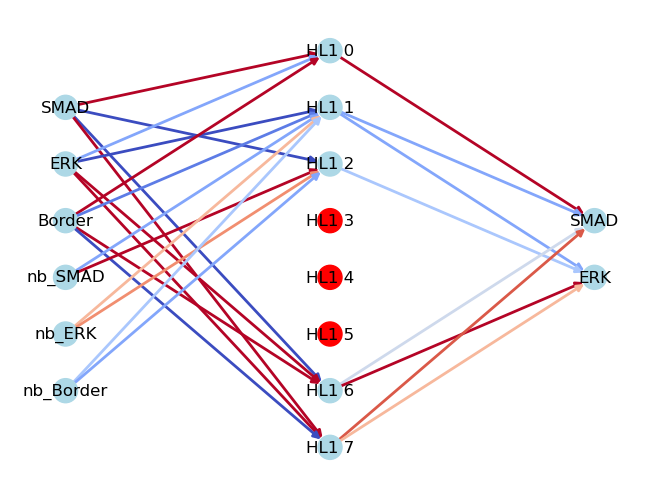 HL1 0
SMAD
HL1 1
ERK
HL1 2
Border
HL1 3
SMAD
nb_SMAD
HL1 4
ERK
nb_ERK
HL1 5
nb_Border
HL1 6
HL1 7